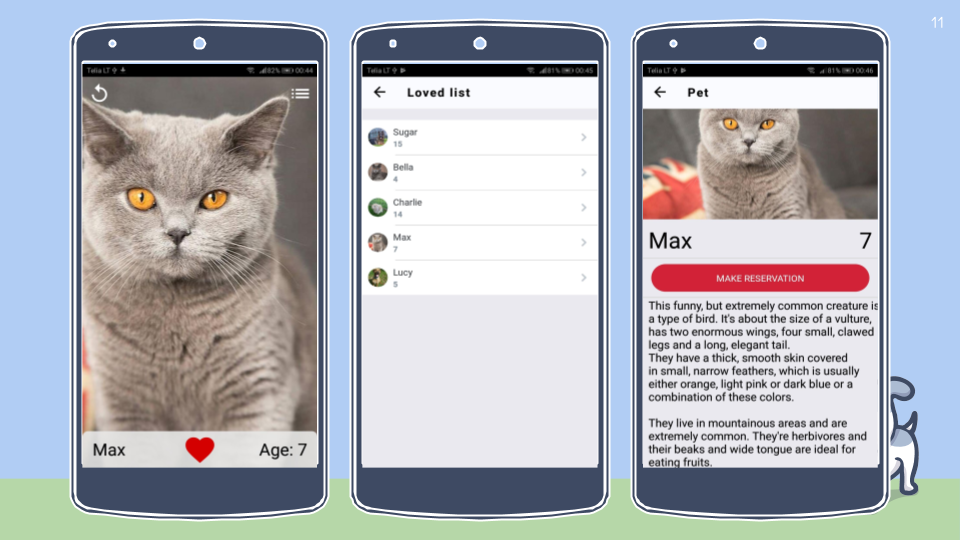 11
Telia LT 82% 00:44
Max
Age: 7
Telia LT 81% 00:45
Loved list
Sugar
15
Bella
4
Charlie
14
Max
7
Lucy
5
Telia LT 81% 00:46
Pet
Max 7
MAKE RESERVATION
This funny, but extremely common creature is
a type of bird. It's about the size of a vulture,
has two enormous wings, four small, clawed
legs and a long, elegant tail.
They have a thick, smooth skin covered
in small, narrow feathers, which is usually
either orange, light pink or dark blue or a
combination of these colors.
They live in mountainous areas and are
extremely common. They're herbivores and
their beaks and wide tongue are ideal for
eating fruits.